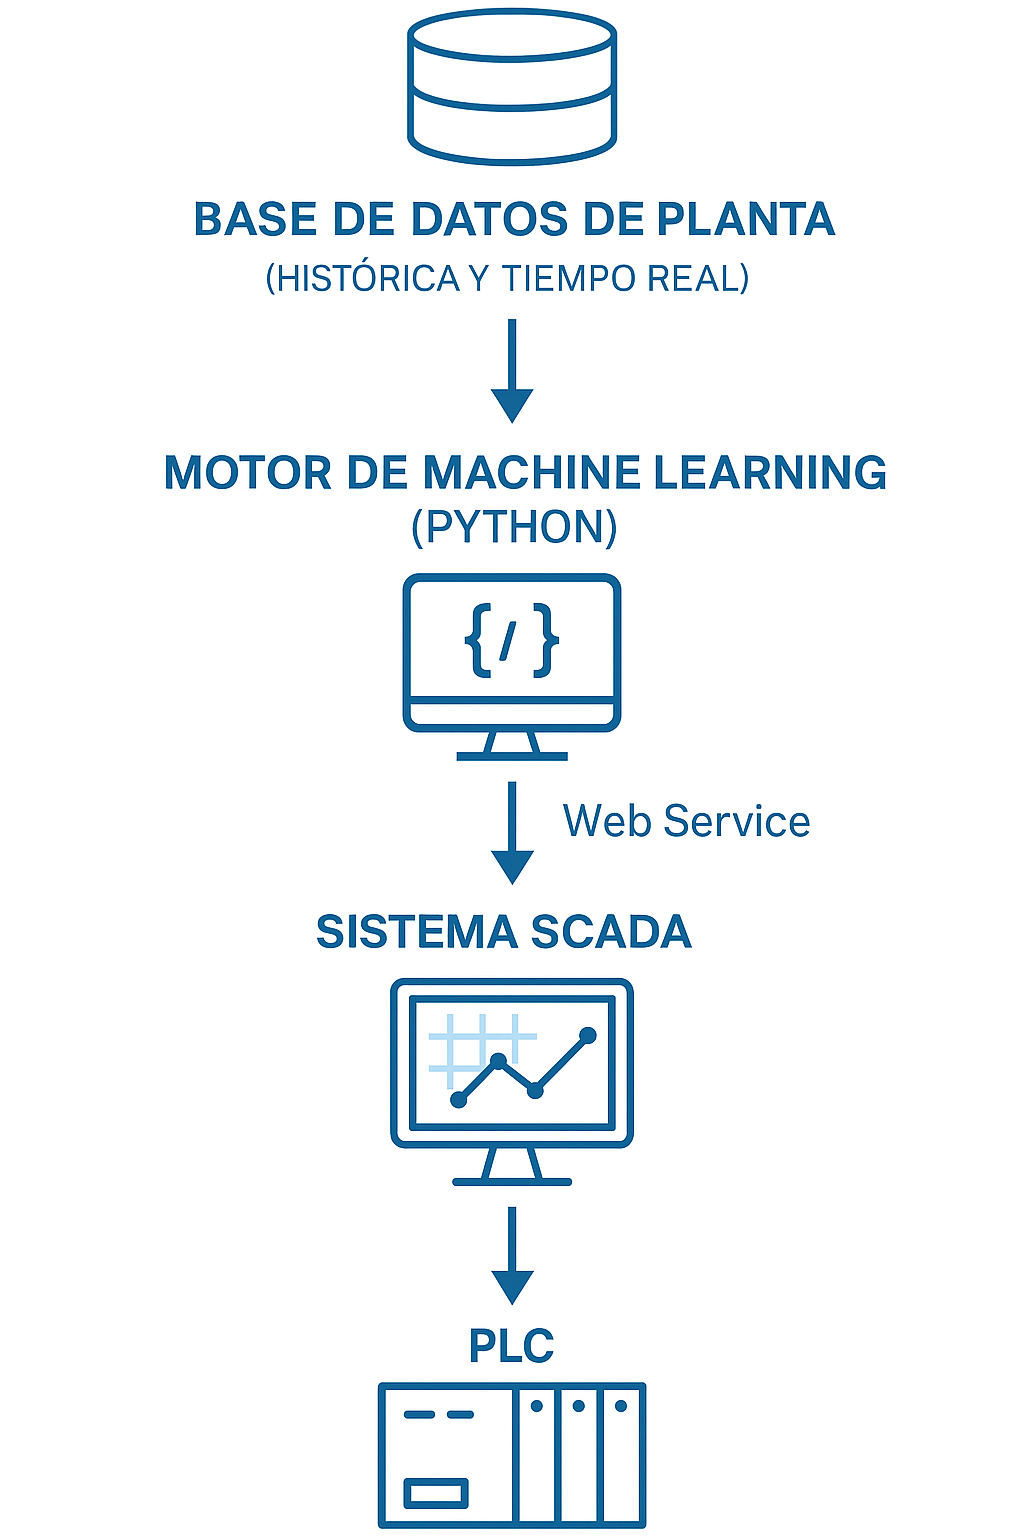 BASE DE DATOS DE PLANTA
(HISTÓRICA Y TIEMPO REAL)
MOTOR DE MACHINE LEARNING
(PYTHON)
{/}
Web Service
SISTEMA SCADA
PLC